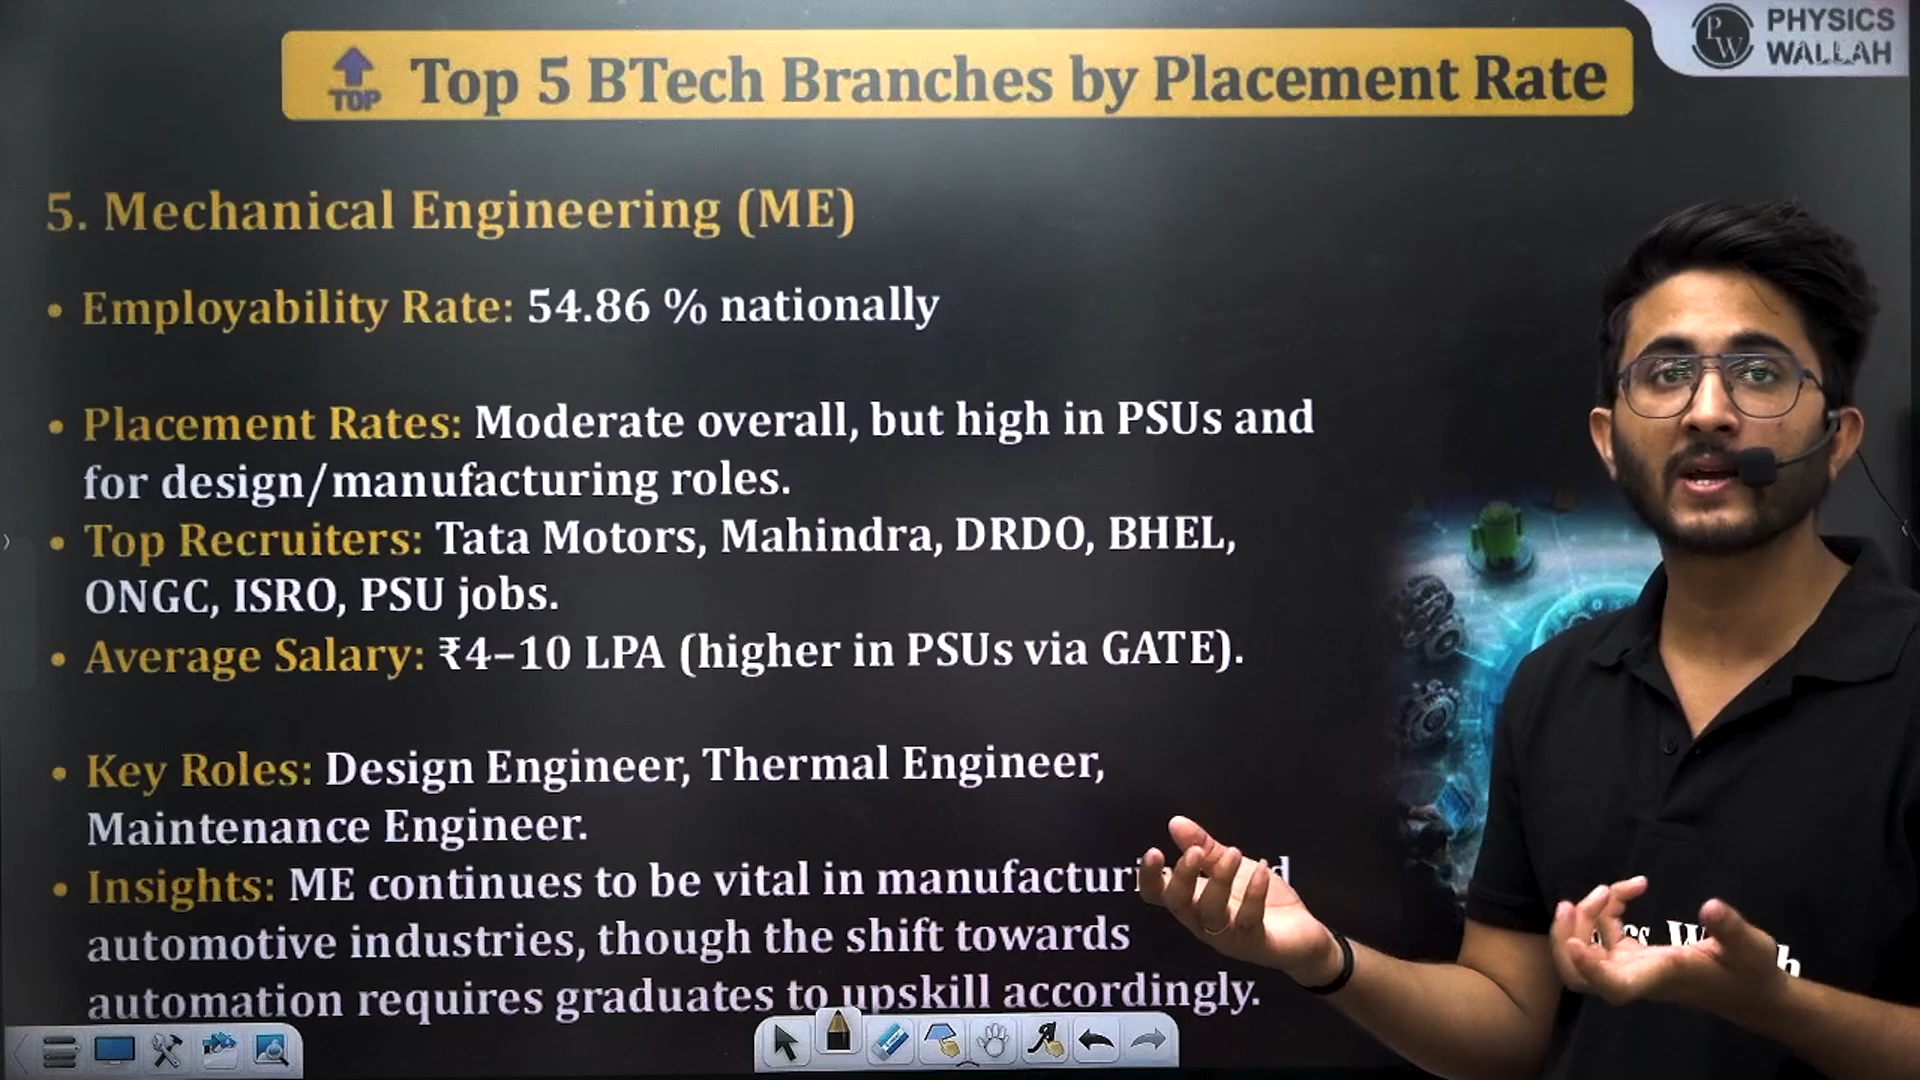 PHYSICS
WALLAH
PW
TOP
Top 5 BTech Branches by Placement Rate
5. Mechanical Engineering (ME)
• Employability Rate: 54.86 % nationally
• Placement Rates: Moderate overall, but high in PSUs and
for design/manufacturing roles.
• Top Recruiters: Tata Motors, Mahindra, DRDO, BHEL,
ONGC, ISRO, PSU jobs.
• Average Salary: ₹4–10 LPA (higher in PSUs via GATE).
• Key Roles: Design Engineer, Thermal Engineer,
Maintenance Engineer.
• Insights: ME continues to be vital in
automotive industries, though the shift towards
automation requires graduates to upskill accordingly.